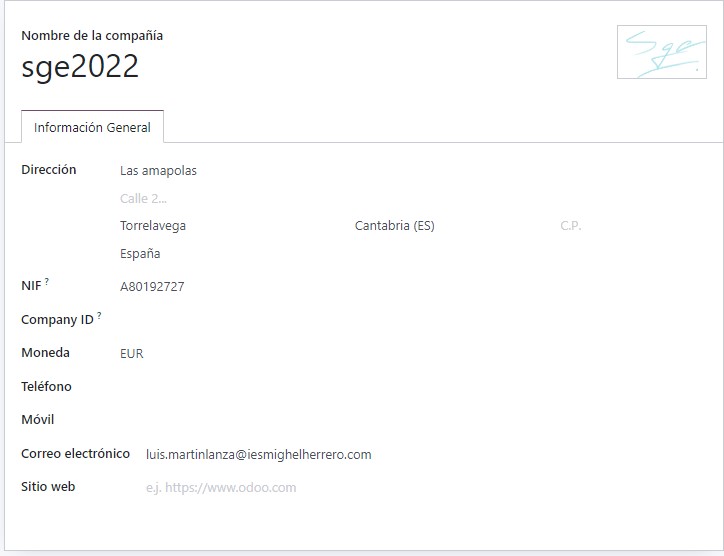 Nombre de la compañía
sge2022
Sge
Información General
Dirección Las amapolas
Calle 2...
Torrelavega Cantabria (ES) C.P.
España
NIF ? A80192727
Company ID ?
Moneda EUR
Teléfono
Móvil
Correo electrónico luis.martinlanza@iesmighelherrero.com
Sitio web e.j. https://www.odoo.com